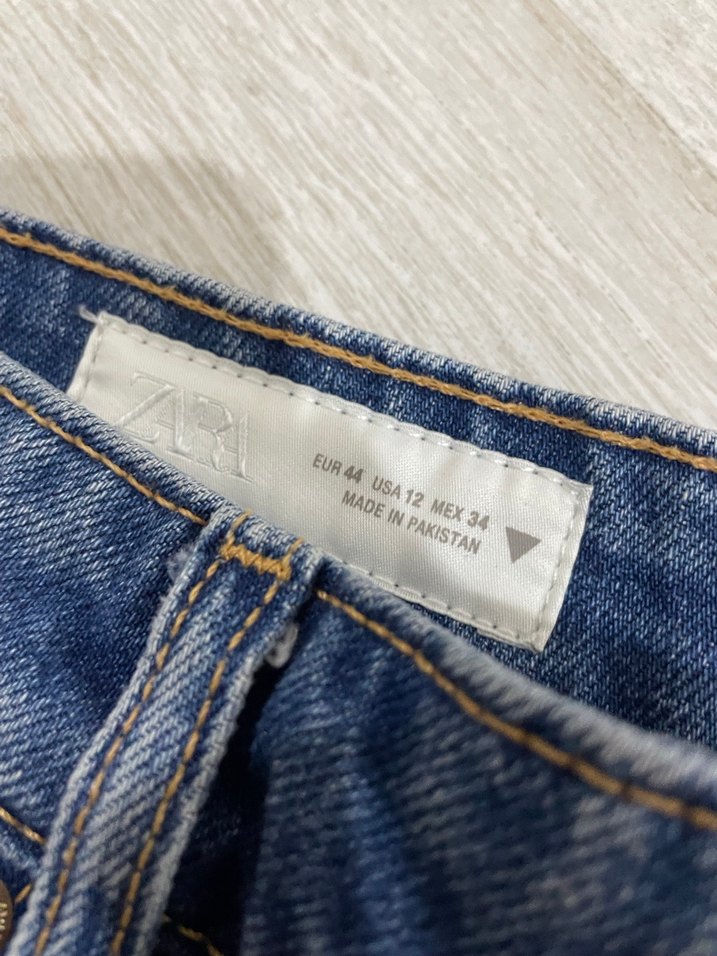 ZARA
EUR 44 USA 12 MEX 34
MADE IN PAKISTAN